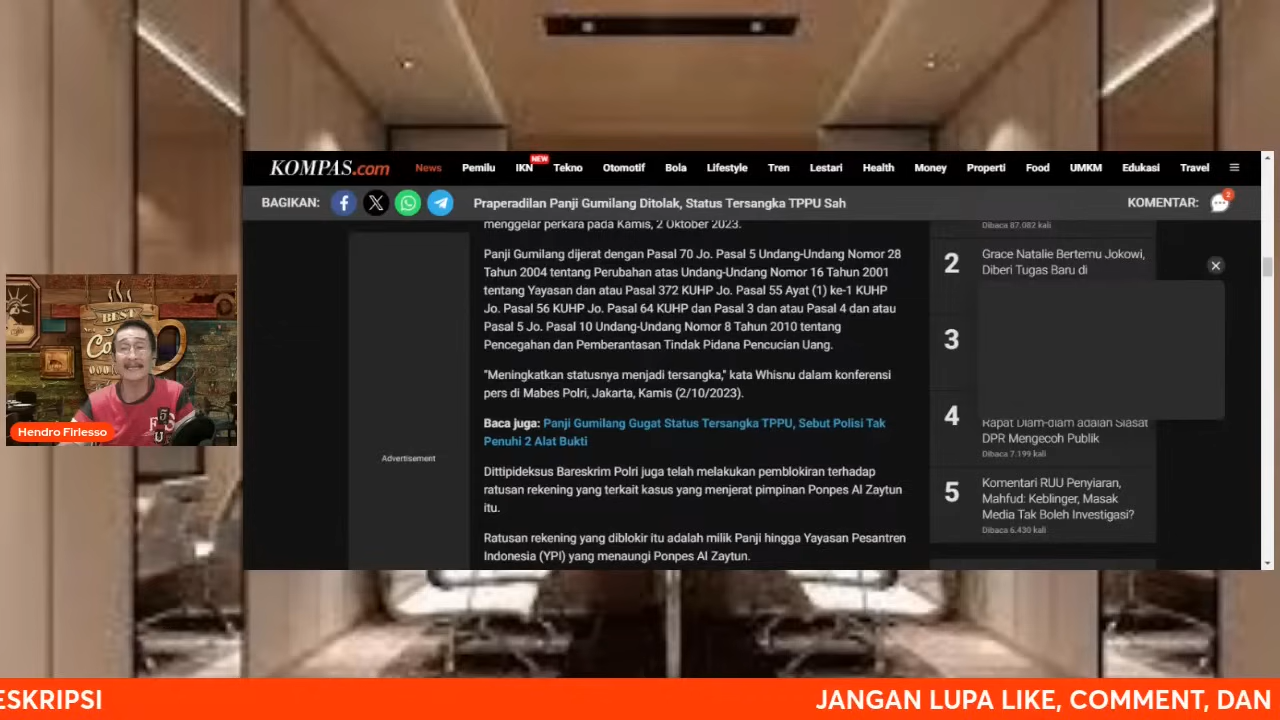 KOMPAS.com
News Pemilu IKN NEW Tekno Otomotif Bola Lifestyle Tren Lestari Health Money Properti Food UMKM Edukasi Travel
BAGIKAN: Praperadilan Panji Gumilang Ditolak, Status Tersangka TPPU Sah KOMENTAR: 2
menggelar perkara pada Kamis, 2 Oktober 2023.
Panji Gumilang dijerat dengan Pasal 70 Jo. Pasal 5 Undang-Undang Nomor 28
Tahun 2004 tentang Perubahan atas Undang-Undang Nomor 16 Tahun 2001
tentang Yayasan dan atau Pasal 372 KUHP Jo. Pasal 55 Ayat (1) ke-1 KUHP
Jo. Pasal 56 KUHP Jo. Pasal 64 KUHP dan Pasal 3 dan atau Pasal 4 dan atau
Pasal 5 Jo. Pasal 10 Undang-Undang Nomor 8 Tahun 2010 tentang
Pencegahan dan Pemberantasan Tindak Pidana Pencucian Uang.
"Meningkatkan statusnya menjadi tersangka," kata Whisnu dalam konferensi
pers di Mabes Polri, Jakarta, Kamis (2/10/2023).
Baca juga: Panji Gumilang Gugat Status Tersangka TPPU, Sebut Polisi Tak
Penuhi 2 Alat Bukti
Dittipideksus Bareskrim Polri juga telah melakukan pemblokiran terhadap
ratusan rekening yang terkait kasus yang menjerat pimpinan Ponpes Al Zaytun
itu.
Ratusan rekening yang diblokir itu adalah milik Panji hingga Yayasan Pesantren
Indonesia (YPI) yang menaungi Ponpes Al Zaytun.
Advertisement
Dibaca 87.082 kali
2
Grace Natalie Bertemu Jokowi,
Diberi Tugas Baru di
3
4
Rapat Diam-diam adalah Siasat
DPR Mengecoh Publik
Dibaca 7.199 kali
5
Komentari RUU Penyiaran,
Mahfud: Keblinger, Masak
Media Tak Boleh Investigasi?
Dibaca 6.430 kali
BEST
Hendro Firlesso
ESKRIPSI JANGAN LUPA LIKE, COMMENT, DAN